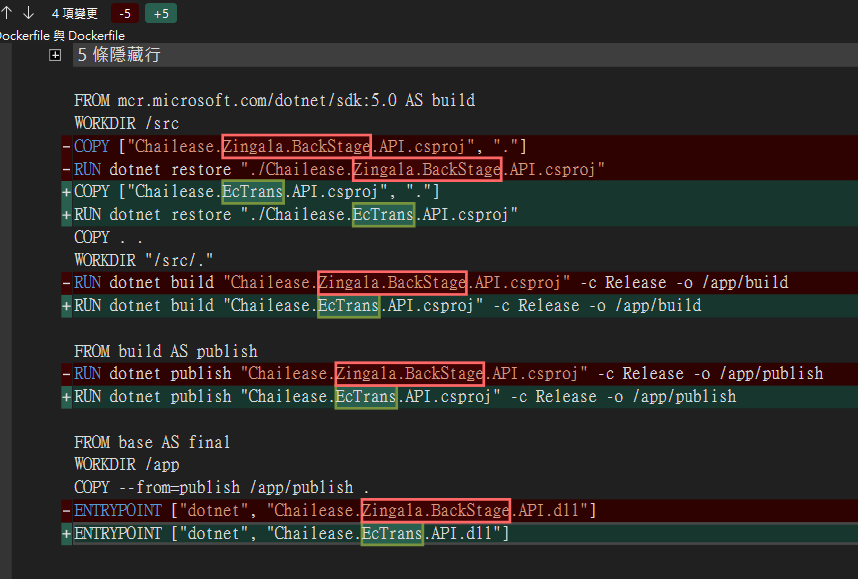 ↑ ↓ 4 項變更 -5 +5
Dockerfile 與 Dockerfile
5 條隱藏行
FROM mcr.microsoft.com/dotnet/sdk:5.0 AS build
WORKDIR /src
-COPY ["Chailease.Zingala.BackStage.API.csproj", "."]
-RUN dotnet restore "./Chailease.Zingala.BackStage.API.csproj"
+COPY ["Chailease.EcTrans.API.csproj", "."]
+RUN dotnet restore "./Chailease.EcTrans.API.csproj"
COPY . .
WORKDIR "/src/."
-RUN dotnet build "Chailease.Zingala.BackStage.API.csproj" -c Release -o /app/build
+RUN dotnet build "Chailease.EcTrans.API.csproj" -c Release -o /app/build
FROM build AS publish
-RUN dotnet publish "Chailease.Zingala.BackStage.API.csproj" -c Release -o /app/publish
+RUN dotnet publish "Chailease.EcTrans.API.csproj" -c Release -o /app/publish
FROM base AS final
WORKDIR /app
COPY --from=publish /app/publish .
-ENTRYPOINT ["dotnet", "Chailease.Zingala.BackStage.API.dll"]
+ENTRYPOINT ["dotnet", "Chailease.EcTrans.API.dll"]